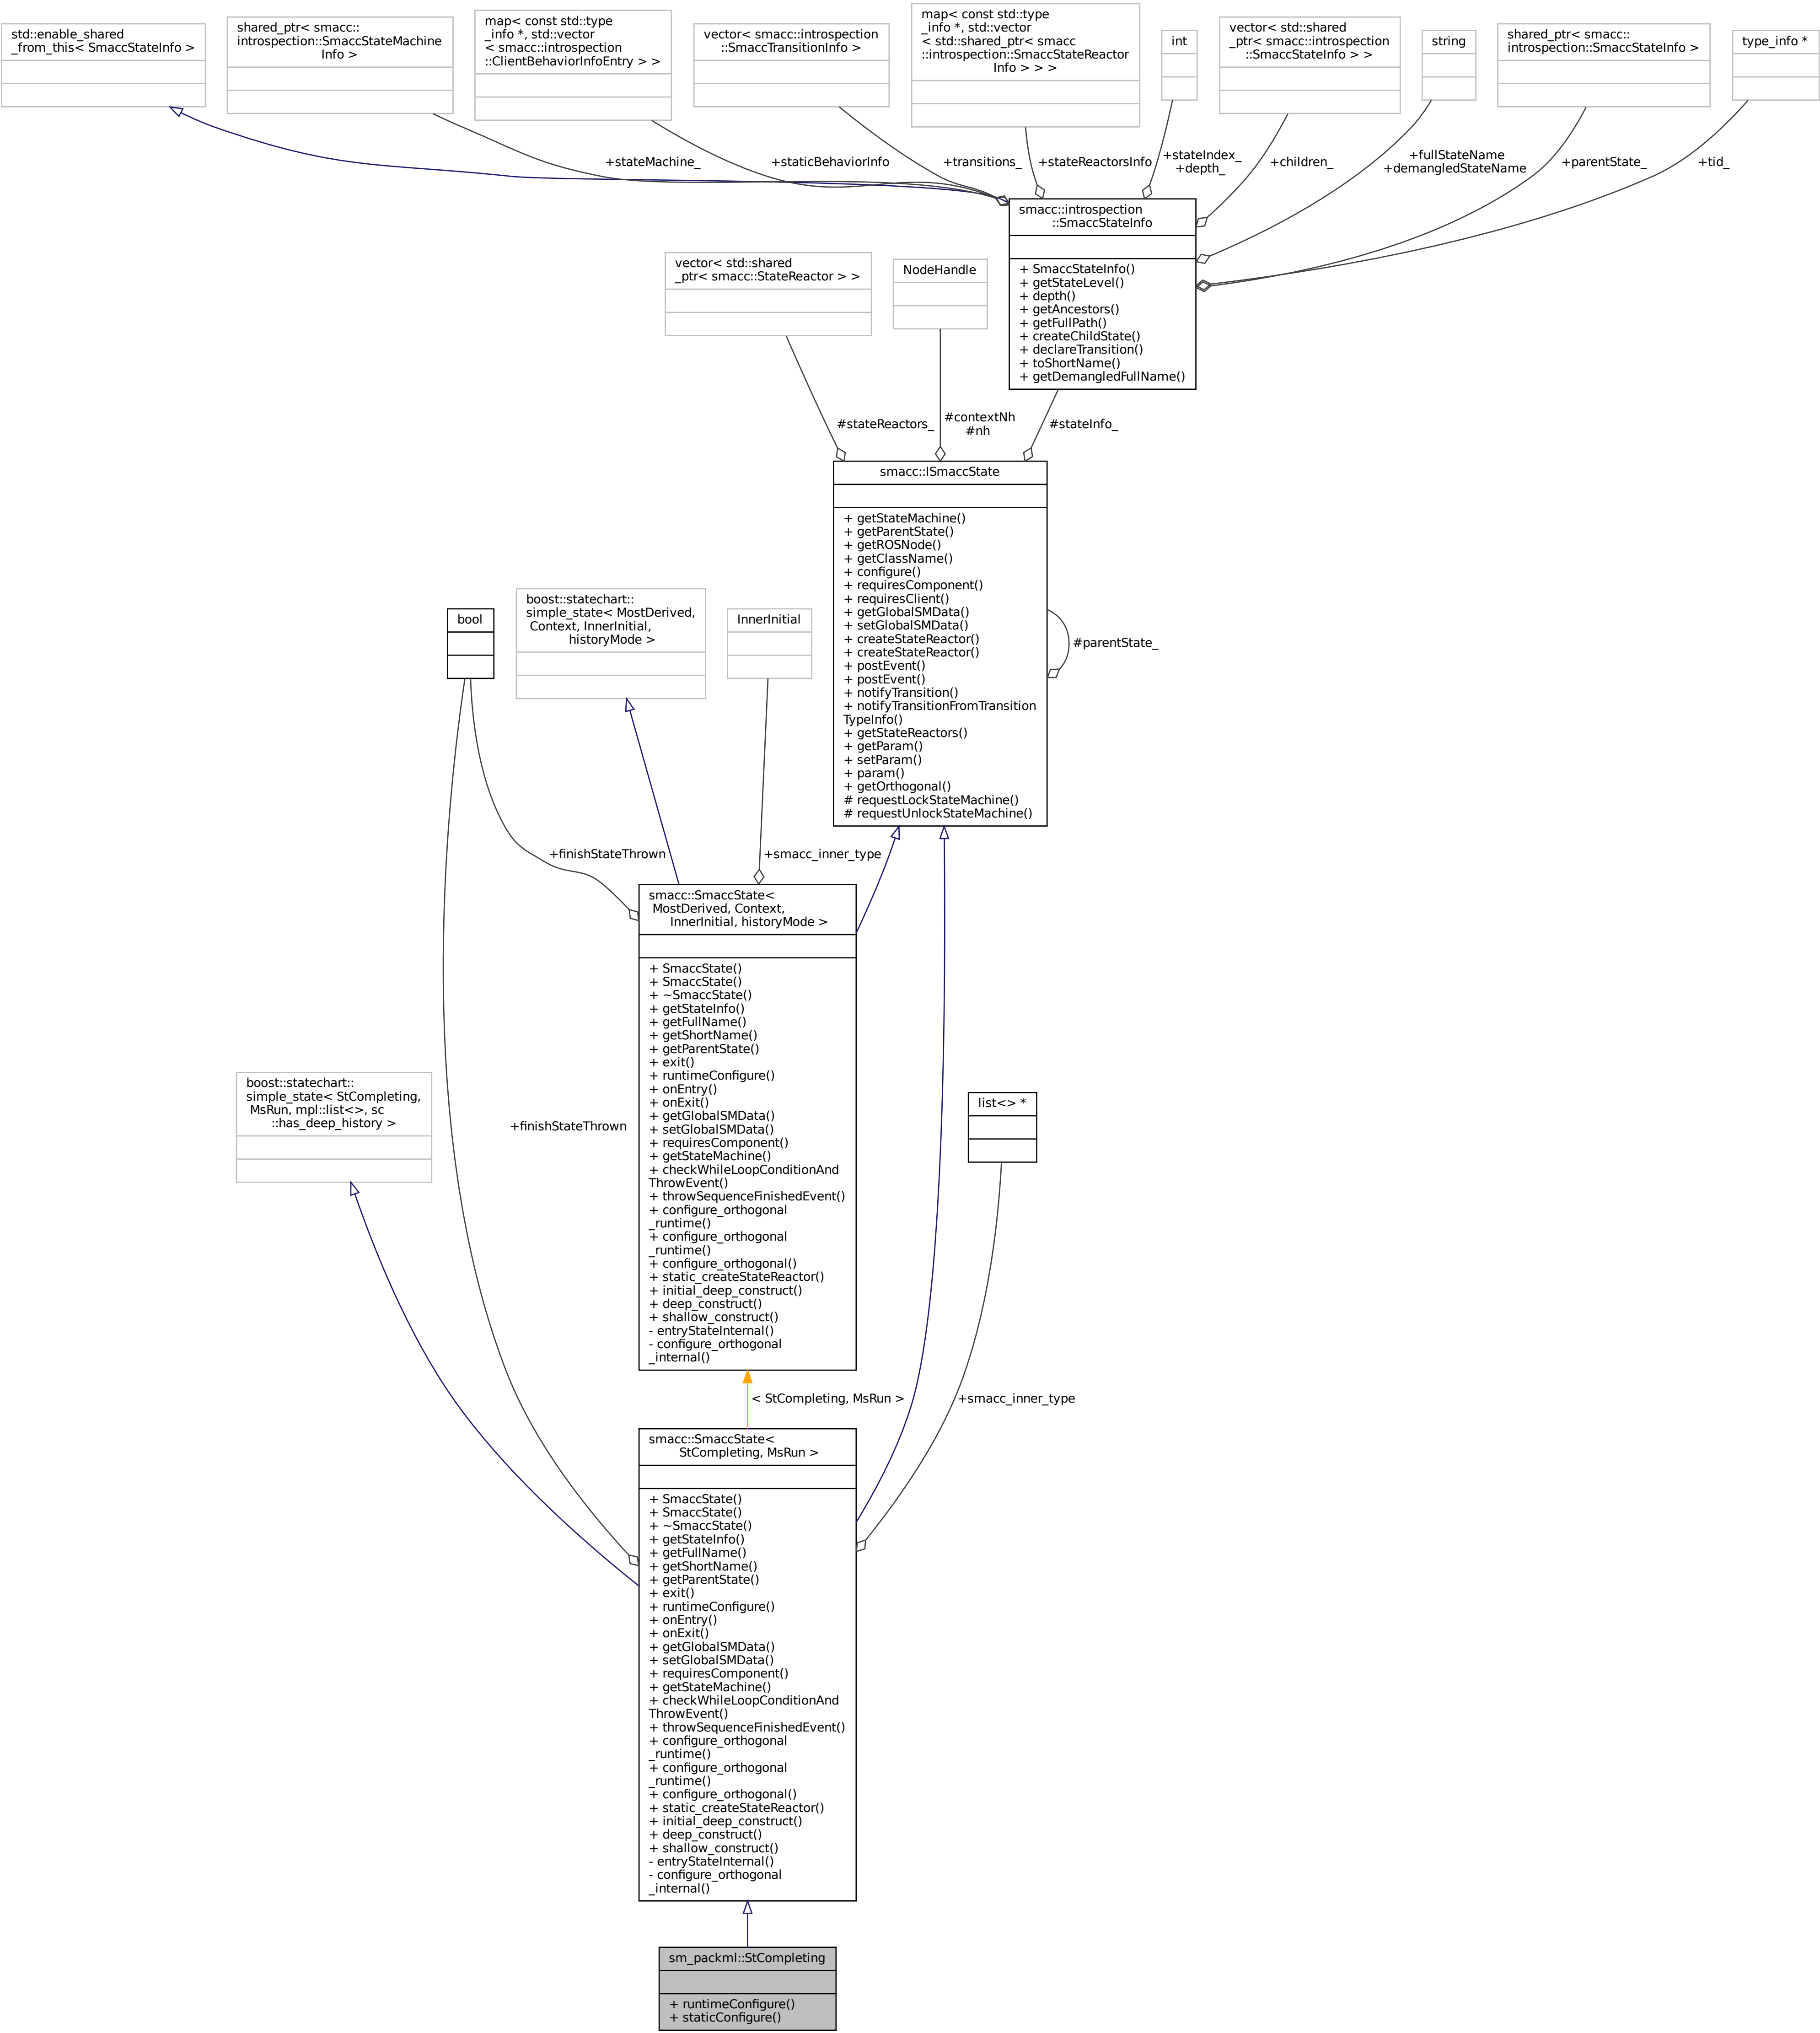 std::enable_shared
_from_this< SmaccStateInfo >
shared_ptr< smacc::
introspection::SmaccStateMachine
Info >
map< const std::type
_info *, std::vector
< smacc::introspection
::ClientBehaviorInfoEntry > >
vector< smacc::introspection
::SmaccTransitionInfo >
map< const std::type
_info *, std::vector
< std::shared_ptr< smacc
::introspection::SmaccStateReactor
Info > > >
int
vector< std::shared
_ptr< smacc::introspection
::SmaccStateInfo > >
string
shared_ptr< smacc::
introspection::SmaccStateInfo >
type_info *
+stateMachine_
+staticBehaviorInfo
+transitions_
+stateReactorsInfo
+stateIndex_
+depth_
+children_
+fullStateName
+demangledStateName
+parentState_
+tid_
smacc::introspection
::SmaccStateInfo
+ SmaccStateInfo()
+ getStateLevel()
+ depth()
+ getAncestors()
+ getFullPath()
+ createChildState()
+ declareTransition()
+ toShortName()
+ getDemangledFullName()
vector< std::shared
_ptr< smacc::StateReactor > >
NodeHandle
#stateReactors_
#contextNh
#nh
#stateInfo_
smacc::ISmaccState
+ getStateMachine()
+ getParentState()
+ getROSNode()
+ getClassName()
+ configure()
+ requiresComponent()
+ requiresClient()
+ getGlobalSMData()
+ setGlobalSMData()
+ createStateReactor()
+ createStateReactor()
+ postEvent()
+ postEvent()
+ notifyTransition()
+ notifyTransitionFromTransition
TypeInfo()
+ getStateReactors()
+ getParam()
+ setParam()
+ param()
+ getOrthogonal()
# requestLockStateMachine()
# requestUnlockStateMachine()
#parentState_
bool
boost::statechart::
simple_state< MostDerived,
Context, InnerInitial,
historyMode >
InnerInitial
+finishStateThrown
+smacc_inner_type
smacc::SmaccState<
MostDerived, Context,
InnerInitial, historyMode >
+ SmaccState()
+ SmaccState()
+ ~SmaccState()
+ getStateInfo()
+ getFullName()
+ getShortName()
+ getParentState()
+ exit()
+ runtimeConfigure()
+ onEntry()
+ onExit()
+ getGlobalSMData()
+ setGlobalSMData()
+ requiresComponent()
+ getStateMachine()
+ checkWhileLoopConditionAnd
ThrowEvent()
+ throwSequenceFinishedEvent()
+ configure_orthogonal
_runtime()
+ configure_orthogonal
_runtime()
+ configure_orthogonal()
+ static_createStateReactor()
+ initial_deep_construct()
+ deep_construct()
+ shallow_construct()
- entryStateInternal()
- configure_orthogonal
_internal()
boost::statechart::
simple_state< StCompleting,
MsRun, mpl::list<>, sc
::has_deep_history >
+finishStateThrown
list<> *
< StCompleting, MsRun >
+smacc_inner_type
smacc::SmaccState<
StCompleting, MsRun >
+ SmaccState()
+ SmaccState()
+ ~SmaccState()
+ getStateInfo()
+ getFullName()
+ getShortName()
+ getParentState()
+ exit()
+ runtimeConfigure()
+ onEntry()
+ onExit()
+ getGlobalSMData()
+ setGlobalSMData()
+ requiresComponent()
+ getStateMachine()
+ checkWhileLoopConditionAnd
ThrowEvent()
+ throwSequenceFinishedEvent()
+ configure_orthogonal
_runtime()
+ configure_orthogonal
_runtime()
+ configure_orthogonal()
+ static_createStateReactor()
+ initial_deep_construct()
+ deep_construct()
+ shallow_construct()
- entryStateInternal()
- configure_orthogonal
_internal()
sm_packml::StCompleting
+ runtimeConfigure()
+ staticConfigure()